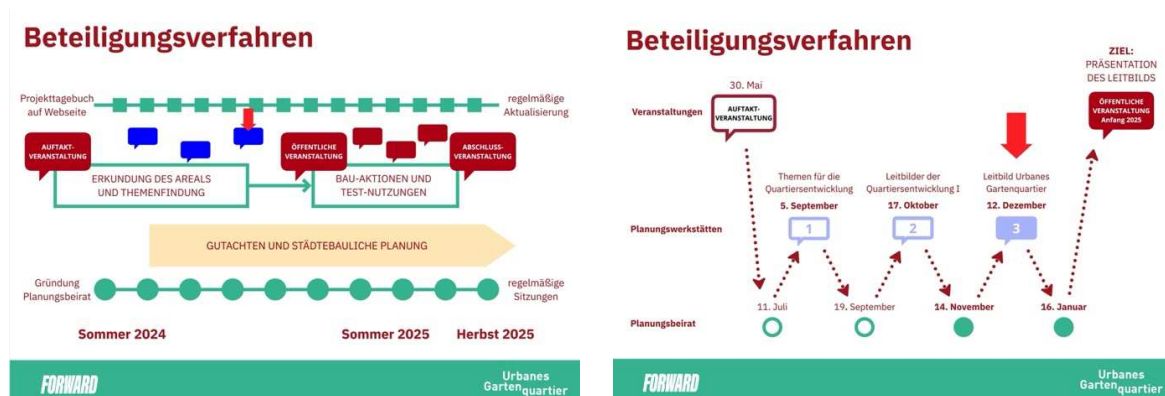 Beteiligungsverfahren
Projekttagebuch
auf Webseite
regelmäßige
Aktualisierung
AUFTAKT-
VERANSTALTUNG
ÖFFENTLICHE
VERANSTALTUNG
ABSCHLUSS-
VERANSTALTUNG
ERKUNDUNG DES AREALS
UND THEMENFINDUNG
BAU-AKTIONEN UND
TEST-NUTZUNGEN
GUTACHTEN UND STÄDTEBAULICHE PLANUNG
Gründung
Planungsbeirat
regelmäßige
Sitzungen
Sommer 2024
Sommer 2025
Herbst 2025
FORWARD
Urbanes
Gartenquartier
Beteiligungsverfahren
ZIEL:
PRÄSENTATION
DES LEITBILDS
30. Mai
Veranstaltungen
AUFTAKT-
VERANSTALTUNG
ÖFFENTLICHE
VERANSTALTUNG
Anfang 2025
Themen für die
Quartiersentwicklung
5. September
Leitbilder der
Quartiersentwicklung I
17. Oktober
Leitbild Urbanes
Gartenquartier
12. Dezember
Planungswerkstätten
1
2
3
11. Juli
19. September
14. November
16. Januar
Planungsbeirat
FORWARD
Urbanes
Gartenquartier